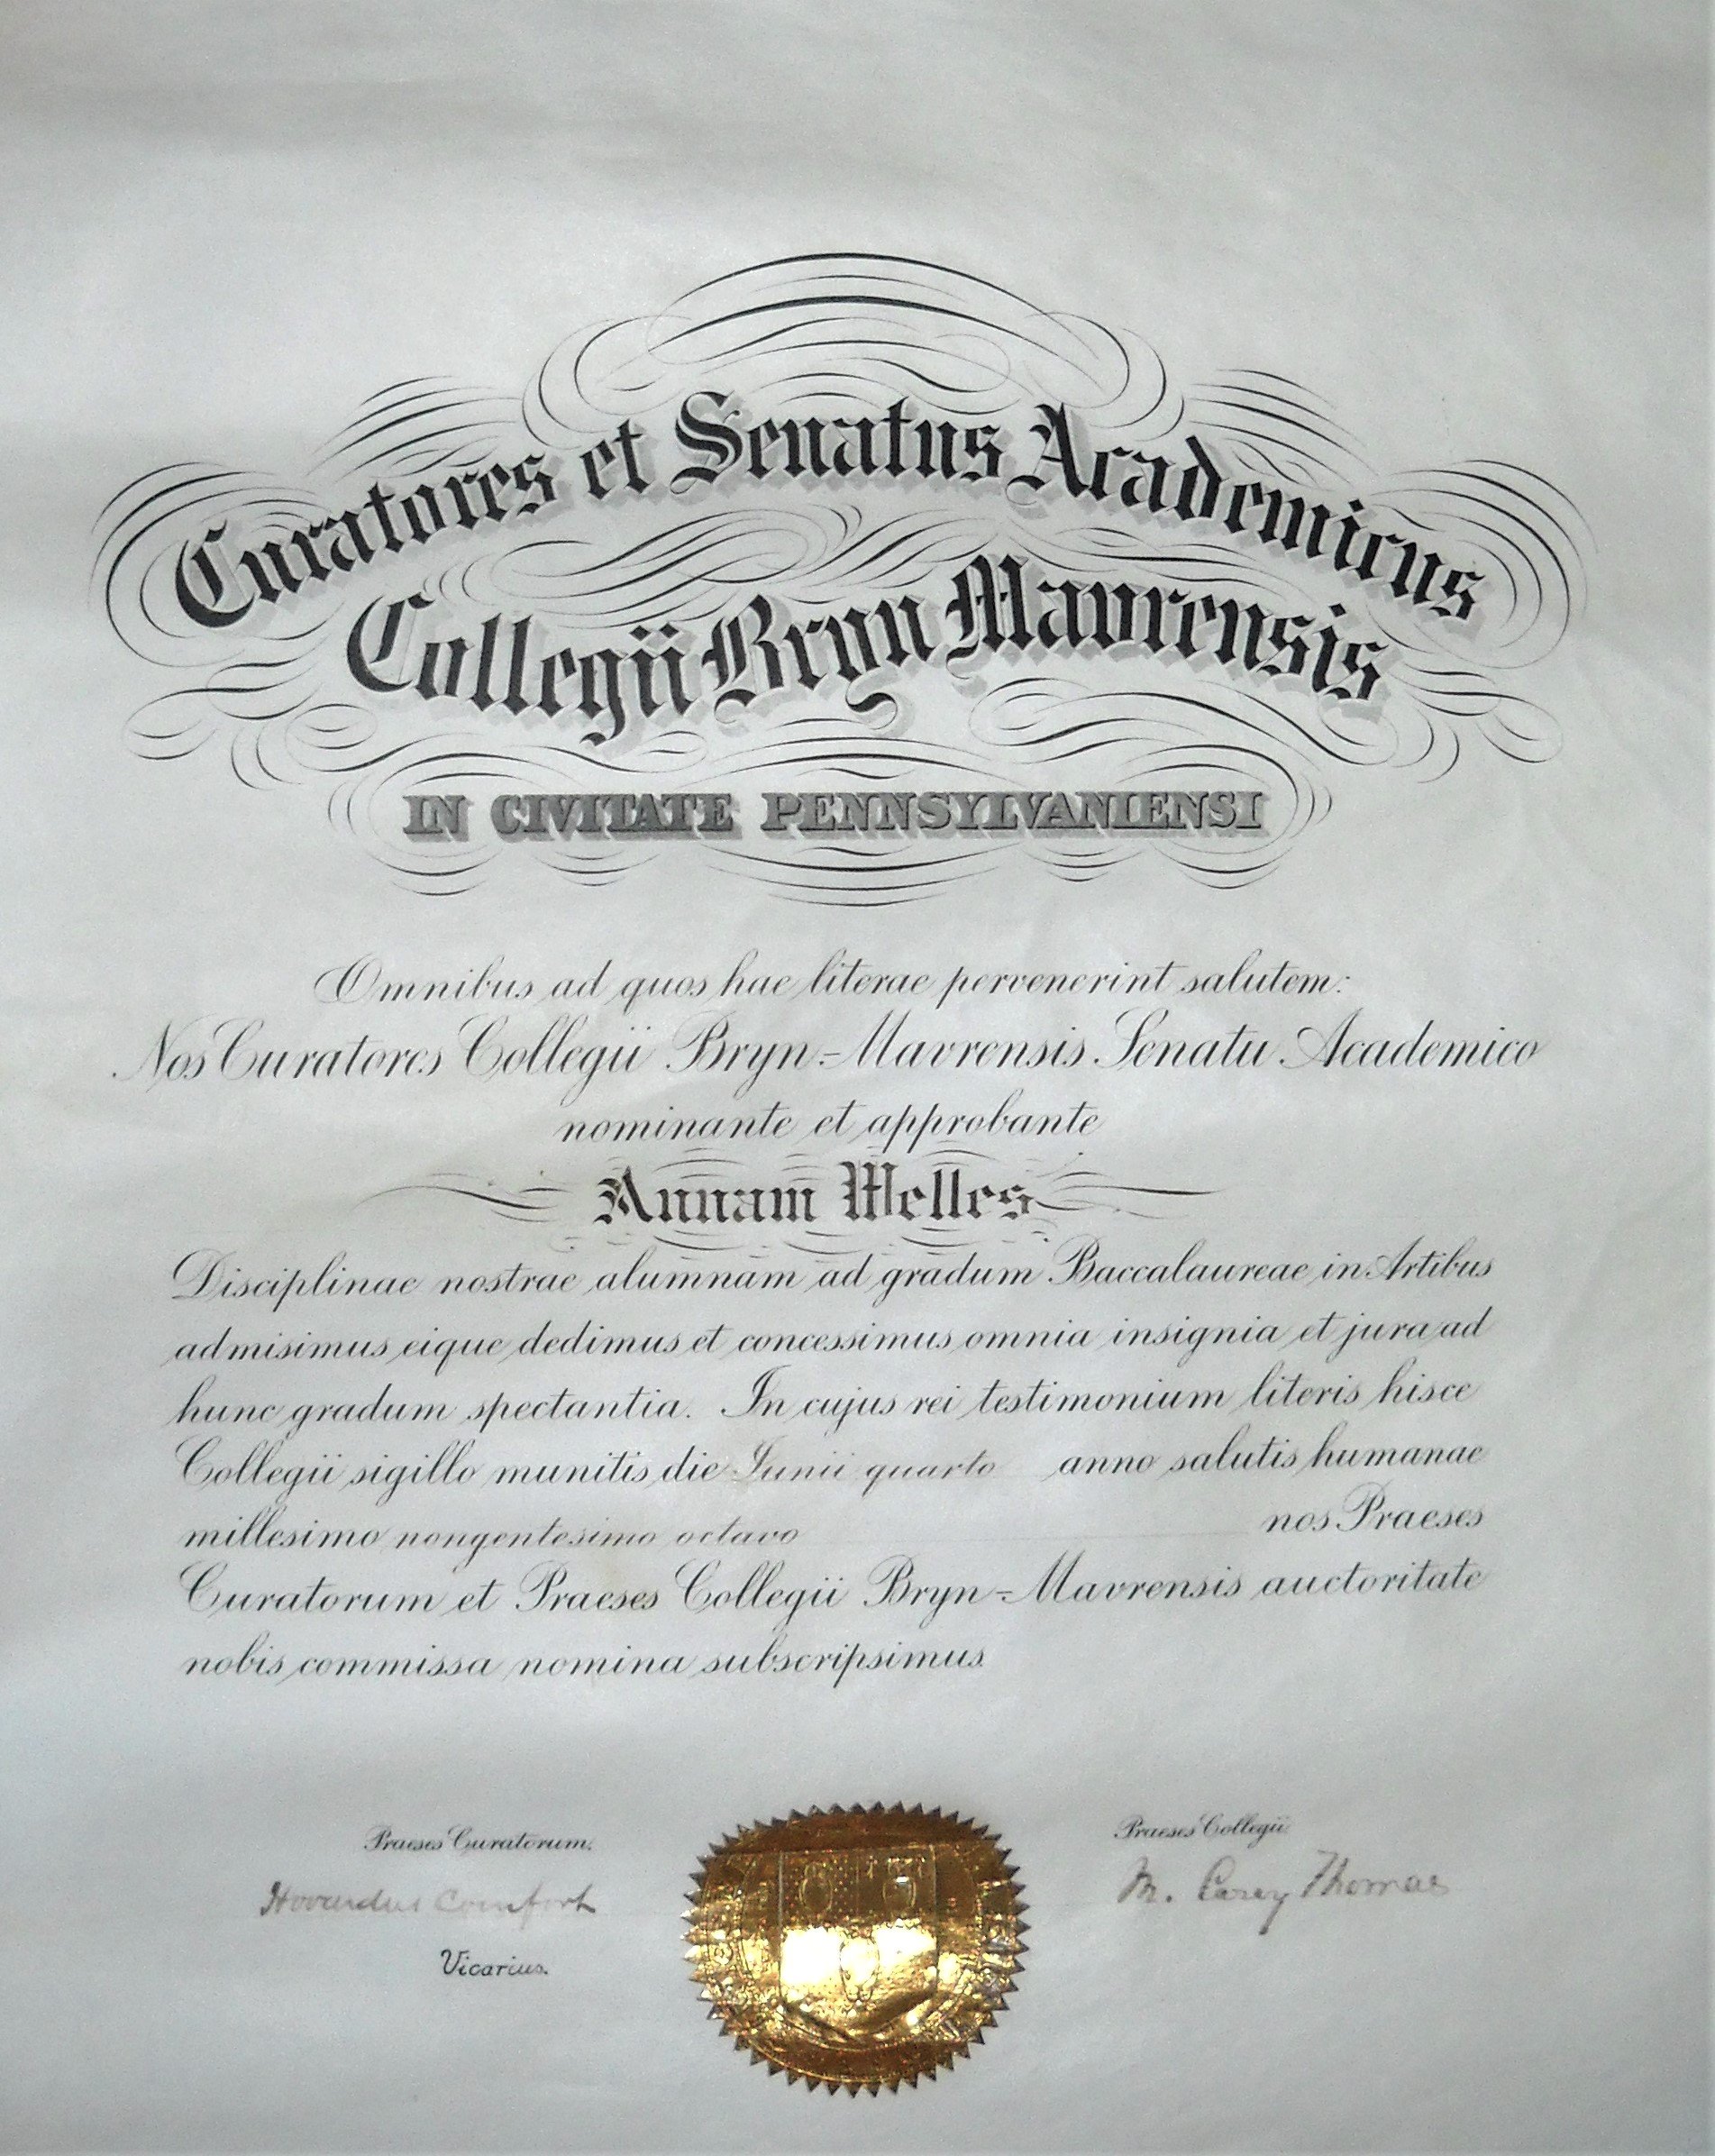 Curatores et Senatus Academicus
Collegii Bryn Mavrensis
IN CIVITATE PENNSYLVANIENSI
Omnibus ad quos hae literae pervenerint salutem:
Nos Curatores Collegii Bryn-Mavrensis Senatu Academico
nominante et approbante
Annam Welles
Disciplinae nostrae alumnam ad gradum Baccalaureae in Artibus
admisimus eique dedimus et concessimus omnia insignia et jura ad
hunc gradum spectantia. In cujus rei testimonium literis hisce
Collegii sigillo munitis die Junii quarto anno salutis humanae
millesimo nongentesimo octavo nos Praeses
Curatorum et Praeses Collegii Bryn-Mavrensis auctoritate
nobis commissa nomina subscripsimus.
Praeses Curatorum.
Hovardus Comfort
Vicarius.
Praeses Collegii
M. Carey Thomas